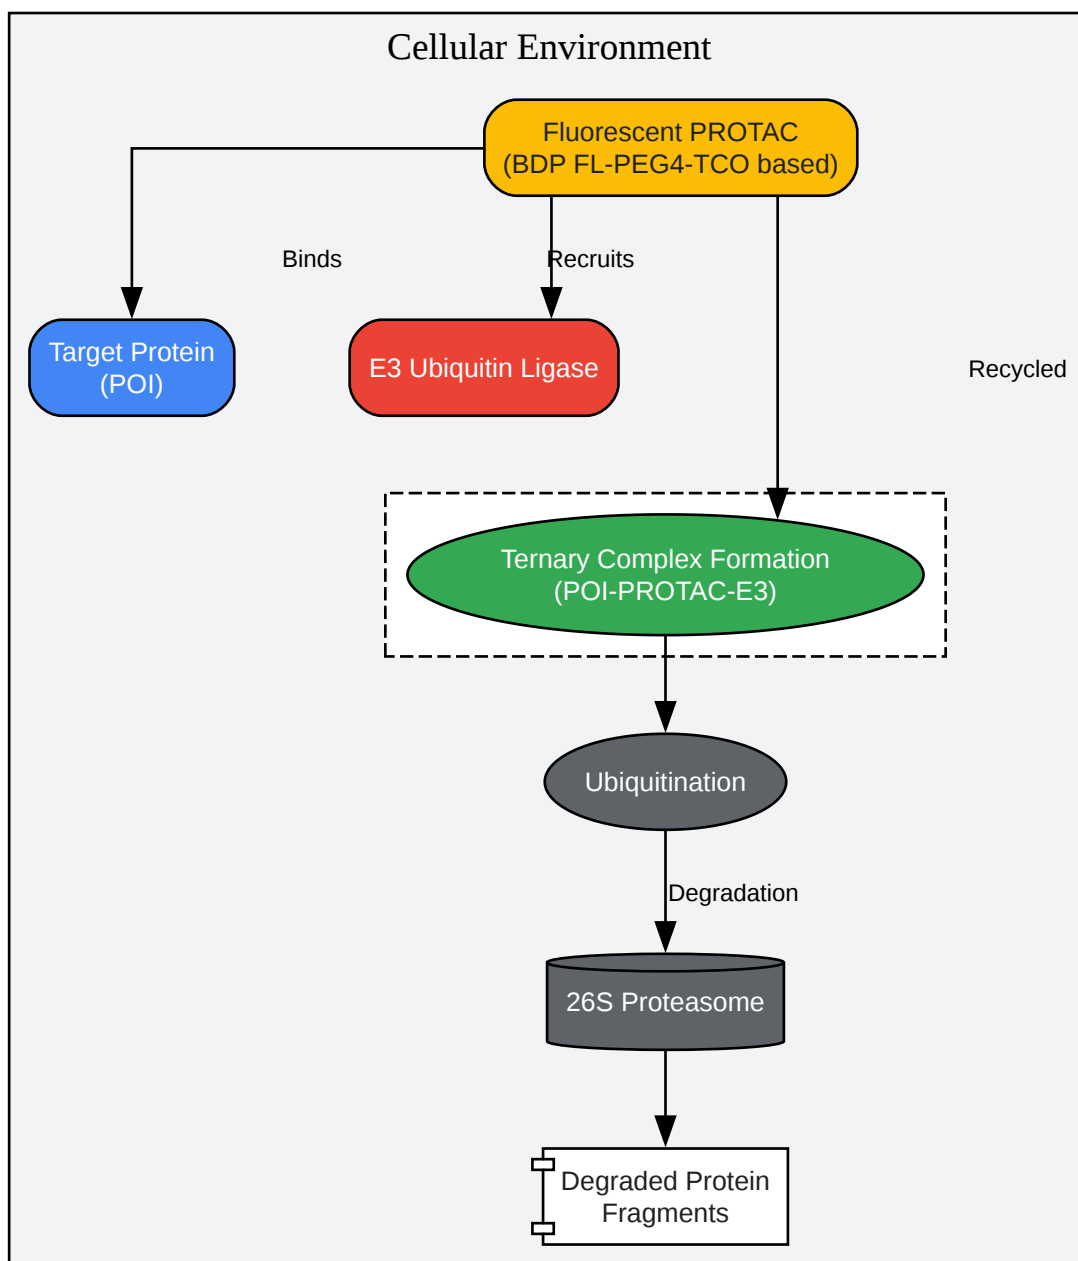 Cellular Environment
Fluorescent PROTAC
(BDP FL-PEG4-TCO based)
Binds
Recruits
Target Protein
(POI)
E3 Ubiquitin Ligase
Recycled
Ternary Complex Formation
(POI-PROTAC-E3)
Ubiquitination
Degradation
26S Proteasome
Degraded Protein
Fragments